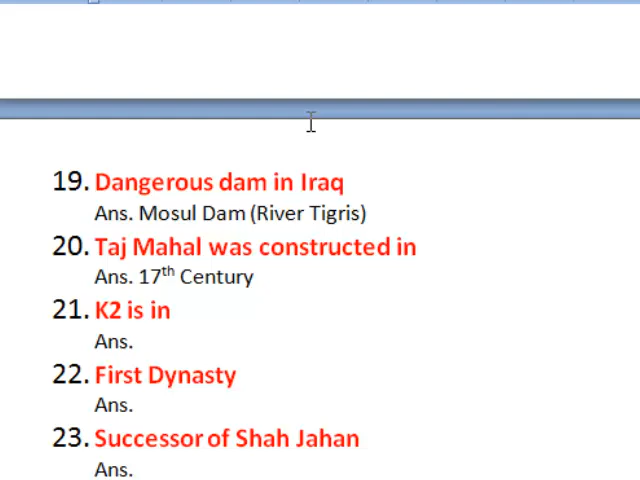 19. Dangerous dam in Iraq
Ans. Mosul Dam (River Tigris)
20. Taj Mahal was constructed in
Ans. 17th Century
21. K2 is in
Ans.
22. First Dynasty
Ans.
23. Successor of Shah Jahan
Ans.